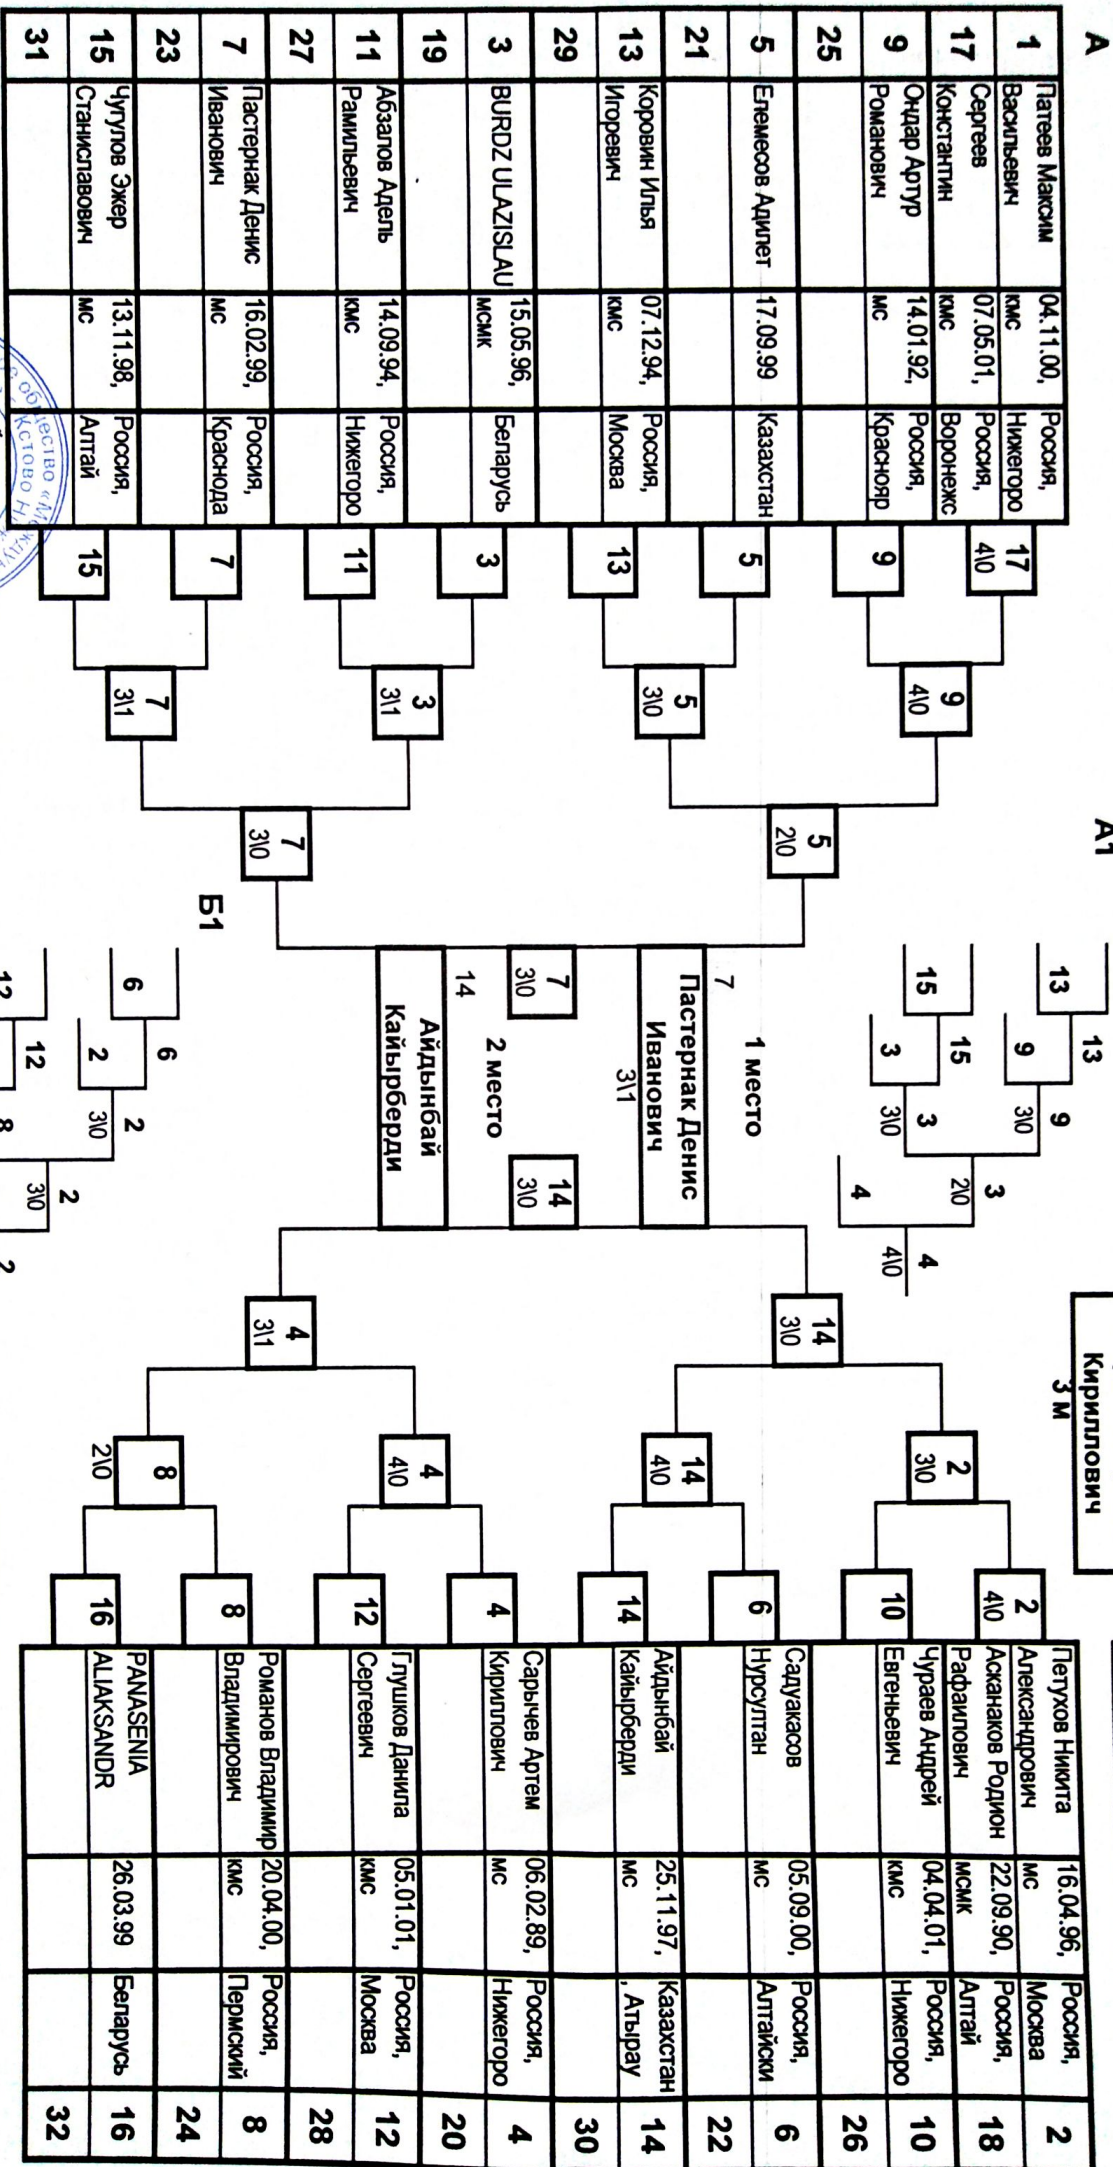 А
1 Патеев Максим 04.11.00, Россия,
Васильевич кмс Нижегоро
17 Сергеев 07.05.01, Россия,
Константин кмс Воронежс
9 Ондар Артур 14.01.92, Россия,
Романович мс Краснояр
25
5 Елемесов Адилет 17.09.99 Казахстан
21
13 Коровин Илья 07.12.94, Россия,
Игоревич кмс Москва
29
3 BURDZ ULAZISLAU 15.05.96, Беларусь
мсмк
19
11 Абзалов Адель 14.09.94, Россия,
Рамильевич кмс Нижегоро
27
7 Пастернак Денис 16.02.99, Россия,
Иванович мс Краснода
23
15 Чугулов Эжер 13.11.98, Россия,
Станиславович мс Алтай
31
17
4\0
9
5
13
3
11
7
15
9
4\0
5
3\0
3
3\1
7
3\1
5
2\0
7
3\0
А1
13
13
9
9
3\0
15
15
3
3
3\0
3
2\0
4
4
4\0
Кириллович
3 м
7
1 место
Пастернак Денис
Иванович
3\1
7
3\0
14
3\0
2 место
14
Айдынбай
Кайырберди
Б1
6
6
2
2
3\0
12
12
8
2
3\0
2
14
3\0
4
3\1
2
3\0
14
4\0
4
4\0
8
2\0
2
4\0
10
6
14
4
12
8
16
Петухов Никита 16.04.96, Россия, 2
Александрович мс Москва
Асканаков Родион 22.09.90, Россия, 18
Рафаилович мсмк Алтай
Чураев Андрей 04.04.01, Россия, 10
Евгеньевич кмс Нижегоро
26
Садуакасов 05.09.00, Россия, 6
Нурсултан мс Алтайски
22
Айдынбай 25.11.97, Казахстан 14
Кайырберди мс , Атырау
30
Сарычев Артем 06.02.89, Россия, 4
Кириллович мс Нижегоро
20
Глушков Данила 05.01.01, Россия, 12
Сергеевич кмс Москва
28
Романов Владимир 20.04.00, Россия, 8
Владимирович кмс Пермский
24
PANASENIA 26.03.99 Беларусь 16
ALIAKSANDR
32
общество
Кстово